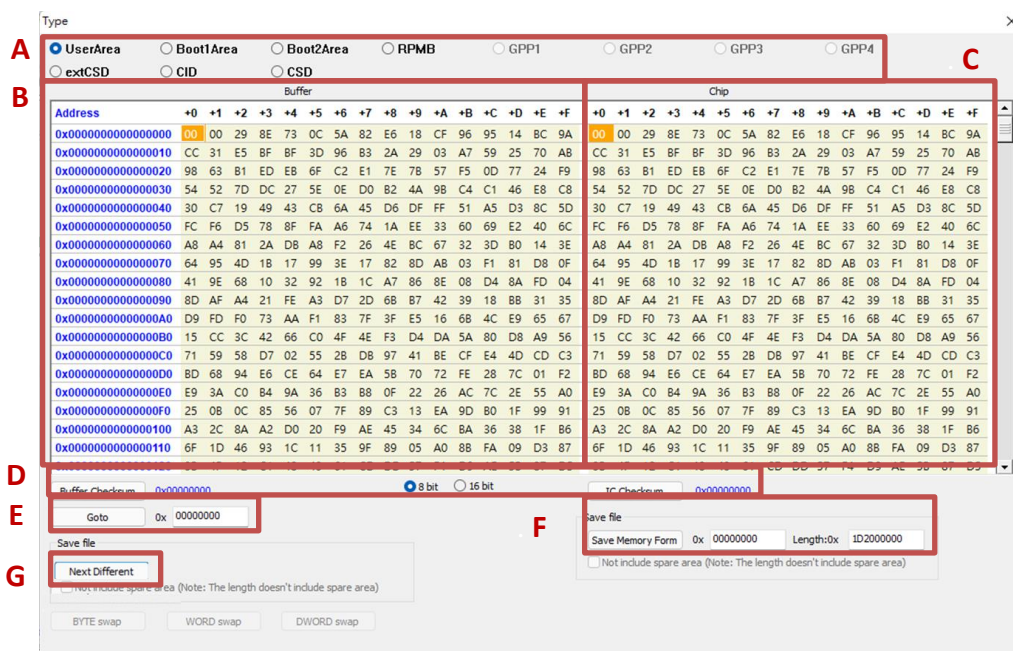 Type
A
UserArea Boot1Area Boot2Area RPMB GPP1 GPP2 GPP3 GPP4
C
extCSD CID CSD
B
Buffer Chip
Address +0 +1 +2 +3 +4 +5 +6 +7 +8 +9 +A +B +C +D +E +F +0 +1 +2 +3 +4 +5 +6 +7 +8 +9 +A +B +C +D +E +F
0x0000000000000000 00 00 29 8E 73 0C 5A 82 E6 18 CF 96 95 14 BC 9A 00 00 29 8E 73 0C 5A 82 E6 18 CF 96 95 14 BC 9A
0x0000000000000010 CC 31 E5 BF BF 3D 96 B3 2A 29 03 A7 59 25 70 AB CC 31 E5 BF BF 3D 96 B3 2A 29 03 A7 59 25 70 AB
0x0000000000000020 98 63 B1 ED EB 6F C2 E1 7E 7B 57 F5 0D 77 24 F9 98 63 B1 ED EB 6F C2 E1 7E 7B 57 F5 0D 77 24 F9
0x0000000000000030 54 52 7D DC 27 5E 0E D0 B2 4A 9B C4 C1 46 E8 C8 54 52 7D DC 27 5E 0E D0 B2 4A 9B C4 C1 46 E8 C8
0x0000000000000040 30 C7 19 49 43 CB 6A 45 D6 DF FF 51 A5 D3 8C 5D 30 C7 19 49 43 CB 6A 45 D6 DF FF 51 A5 D3 8C 5D
0x0000000000000050 FC F6 D5 78 8F FA A6 74 1A EE 33 60 69 E2 40 6C FC F6 D5 78 8F FA A6 74 1A EE 33 60 69 E2 40 6C
0x0000000000000060 A8 A4 81 2A DB A8 F2 26 4E BC 67 32 3D B0 14 3E A8 A4 81 2A DB A8 F2 26 4E BC 67 32 3D B0 14 3E
0x0000000000000070 64 95 4D 1B 17 99 3E 17 82 8D AB 03 F1 81 D8 0F 64 95 4D 1B 17 99 3E 17 82 8D AB 03 F1 81 D8 0F
0x0000000000000080 41 9E 68 10 32 92 1B 1C A7 86 8E 08 D4 8A FD 04 41 9E 68 10 32 92 1B 1C A7 86 8E 08 D4 8A FD 04
0x0000000000000090 8D AF A4 21 FE A3 D7 2D 6B B7 42 39 18 BB 31 35 8D AF A4 21 FE A3 D7 2D 6B B7 42 39 18 BB 31 35
0x00000000000000A0 D9 FD F0 73 AA F1 83 7F 3F E5 16 6B 4C E9 65 67 D9 FD F0 73 AA F1 83 7F 3F E5 16 6B 4C E9 65 67
0x00000000000000B0 15 CC 3C 42 66 C0 4F 4E F3 D4 DA 5A 80 D8 A9 56 15 CC 3C 42 66 C0 4F 4E F3 D4 DA 5A 80 D8 A9 56
0x00000000000000C0 71 59 58 D7 02 55 2B DB 97 41 BE CF E4 4D CD C3 71 59 58 D7 02 55 2B DB 97 41 BE CF E4 4D CD C3
0x00000000000000D0 BD 68 94 E6 CE 64 E7 EA 5B 70 72 FE 28 7C 01 F2 BD 68 94 E6 CE 64 E7 EA 5B 70 72 FE 28 7C 01 F2
0x00000000000000E0 E9 3A C0 B4 9A 36 B3 B8 0F 22 26 AC 7C 2E 55 A0 E9 3A C0 B4 9A 36 B3 B8 0F 22 26 AC 7C 2E 55 A0
0x00000000000000F0 25 0B 0C 85 56 07 7F 89 C3 13 EA 9D B0 1F 99 91 25 0B 0C 85 56 07 7F 89 C3 13 EA 9D B0 1F 99 91
0x0000000000000100 A3 2C 8A A2 D0 20 F9 AE 45 34 6C BA 36 38 1F B6 A3 2C 8A A2 D0 20 F9 AE 45 34 6C BA 36 38 1F B6
0x0000000000000110 6F 1D 46 93 1C 11 35 9F 89 05 A0 8B FA 09 D3 87 6F 1D 46 93 1C 11 35 9F 89 05 A0 8B FA 09 D3 87
D
Buffer Checksum 0x00000000 8 bit 16 bit IC Checksum 0x00000000
E
Goto 0x 00000000
F
Save file
Save Memory Form 0x 00000000 Length:0x 1D2000000
Not include spare area (Note: The length doesn't include spare area)
Save file
G
Next Different
Not include spare area (Note: The length doesn't include spare area)
BYTE swap WORD swap DWORD swap